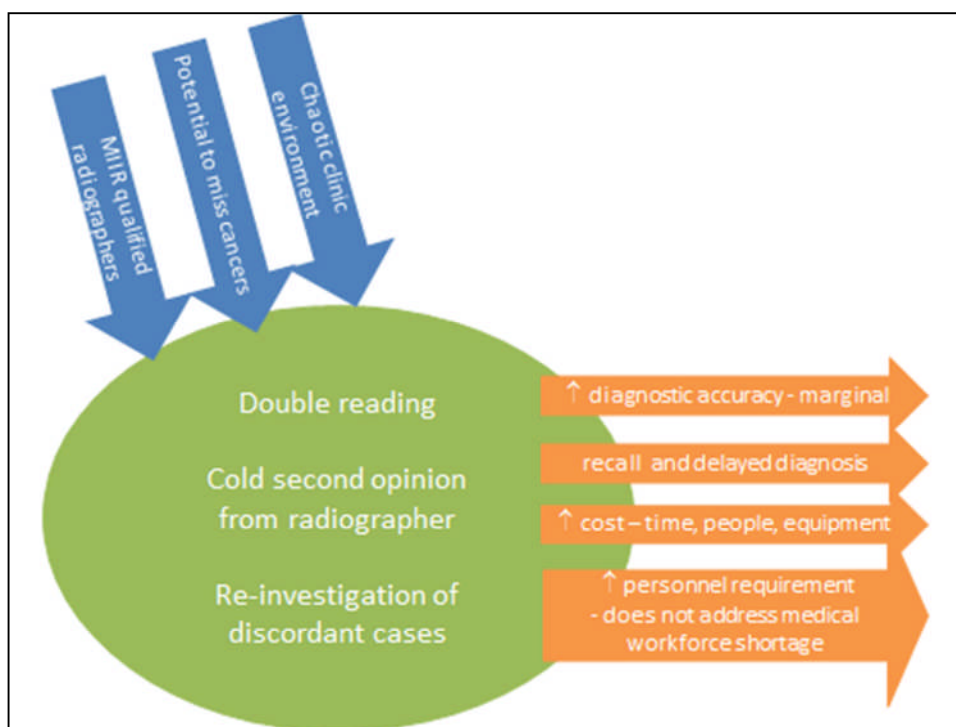 MIIR qualified
radiographers
Potential to miss cancers
Chaotic clinic
environment
Double reading
Cold second opinion
from radiographer
Re-investigation of
discordant cases
↑ diagnostic accuracy - marginal
recall and delayed diagnosis
↑ cost – time, people, equipment
↑ personnel requirement
- does not address medical
workforce shortage